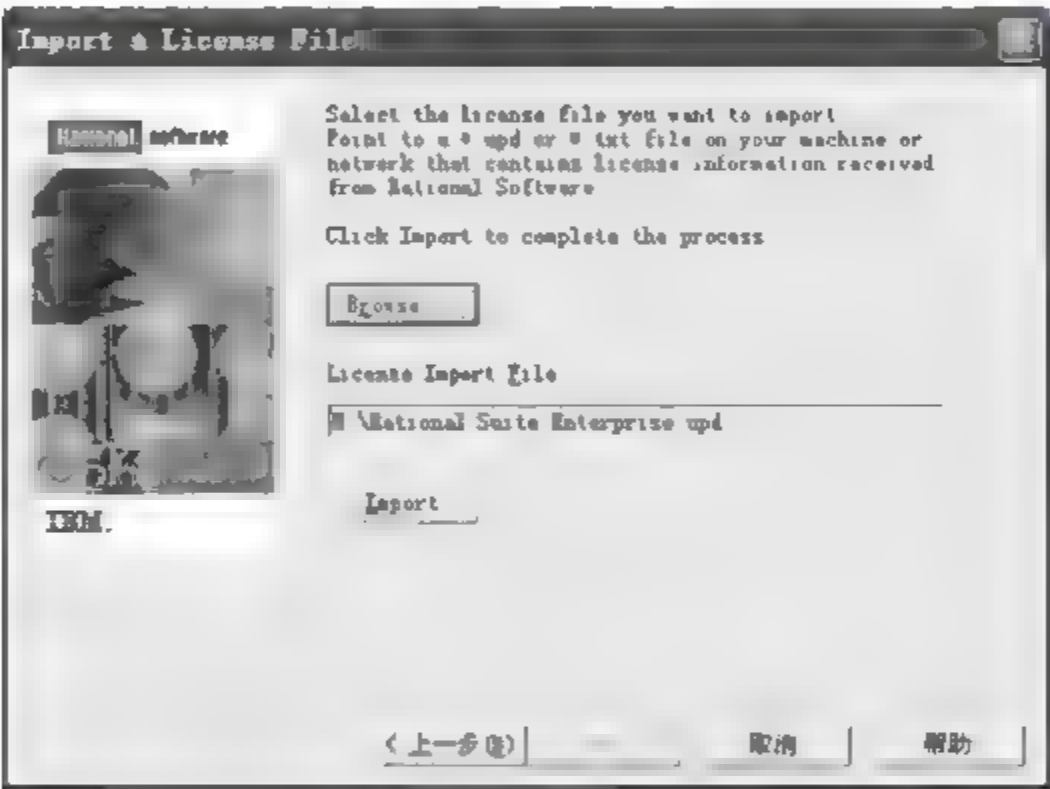 Import a License File
Rational software
Select the license file you want to import
Point to a * upd or * txt file on your machine or
network that contains license information received
from Rational Software
Click Import to complete the process
Browse
License Import File
\Rational Suite Enterprise upd
Import
IBM.
< 上一步(B)
取消
帮助